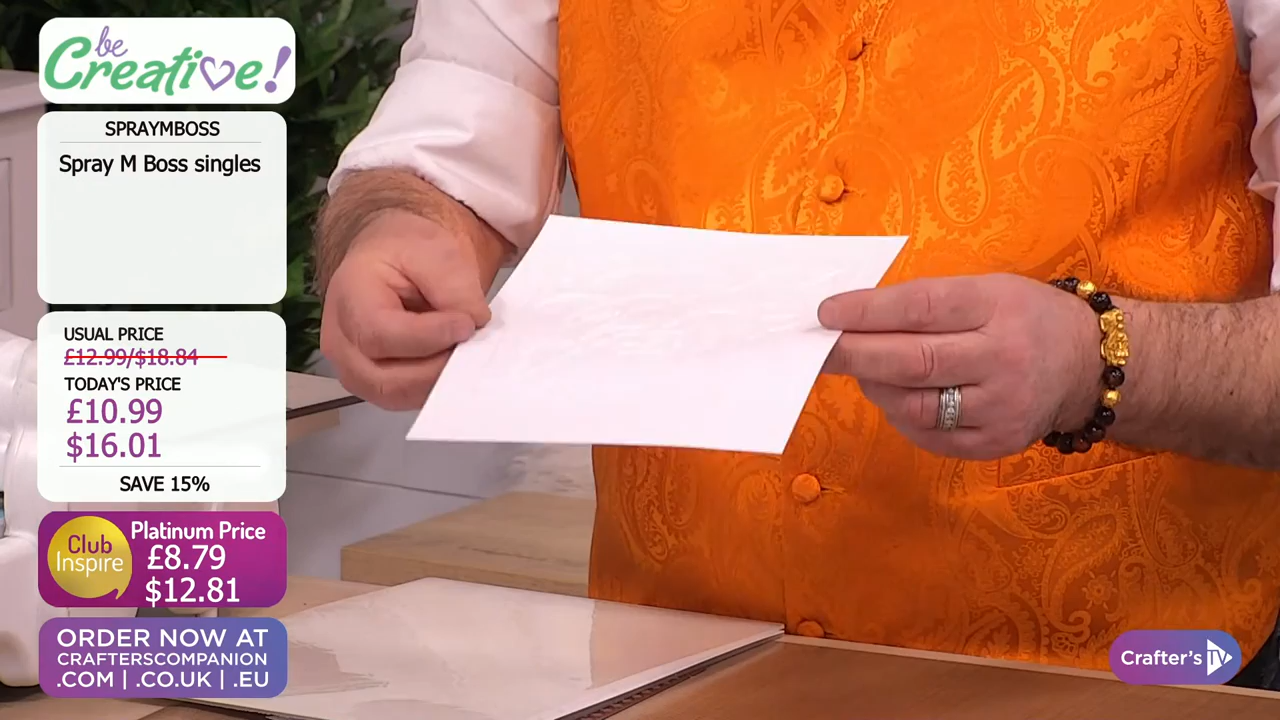 be
Creative!
SPRAYMBOSS
Spray M Boss singles
USUAL PRICE
£12.99/$18.84
TODAY'S PRICE
£10.99
$16.01
SAVE 15%
Club
Inspire
Platinum Price
£8.79
$12.81
ORDER NOW AT
CRAFTERSCOMPANION
.COM | .CO.UK | .EU
Crafter's TV